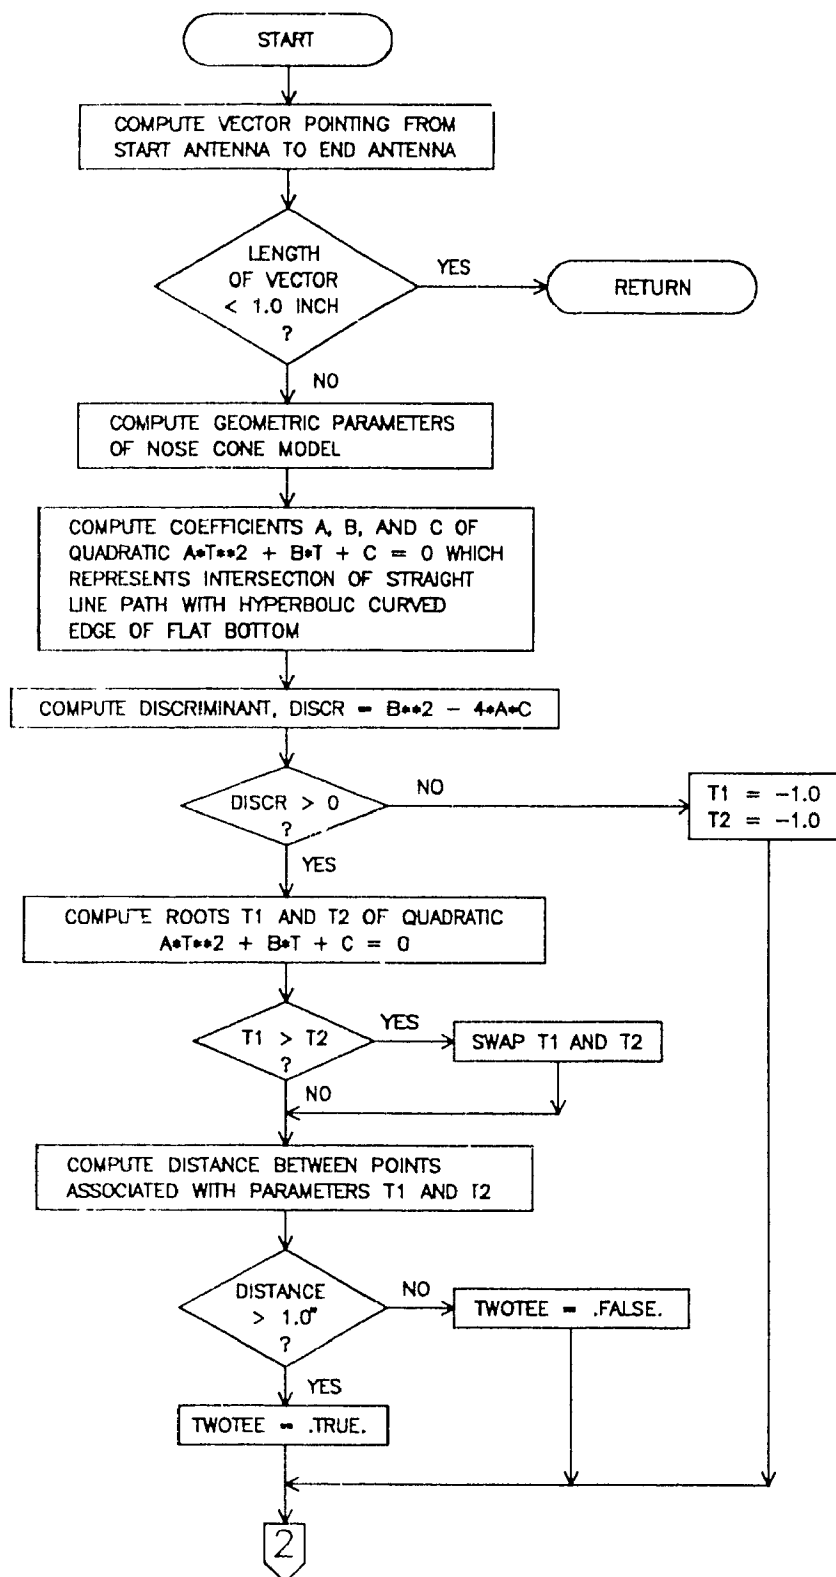 START
COMPUTE VECTOR POINTING FROM
START ANTENNA TO END ANTENNA
LENGTH
OF VECTOR
< 1.0 INCH
?
YES
RETURN
NO
COMPUTE GEOMETRIC PARAMETERS
OF NOSE CONE MODEL
COMPUTE COEFFICIENTS A, B, AND C OF
QUADRATIC A*T**2 + B*T + C = 0 WHICH
REPRESENTS INTERSECTION OF STRAIGHT
LINE PATH WITH HYPERBOLIC CURVED
EDGE OF FLAT BOTTOM
COMPUTE DISCRIMINANT, DISCR = B**2 - 4*A*C
DISCR > 0
?
NO
T1 = -1.0
T2 = -1.0
YES
COMPUTE ROOTS T1 AND T2 OF QUADRATIC
A*T**2 + B*T + C = 0
T1 > T2
?
YES
SWAP T1 AND T2
NO
COMPUTE DISTANCE BETWEEN POINTS
ASSOCIATED WITH PARAMETERS T1 AND T2
DISTANCE
> 1.0"
?
NO
TWOTEE = .FALSE.
YES
TWOTEE = .TRUE.
2